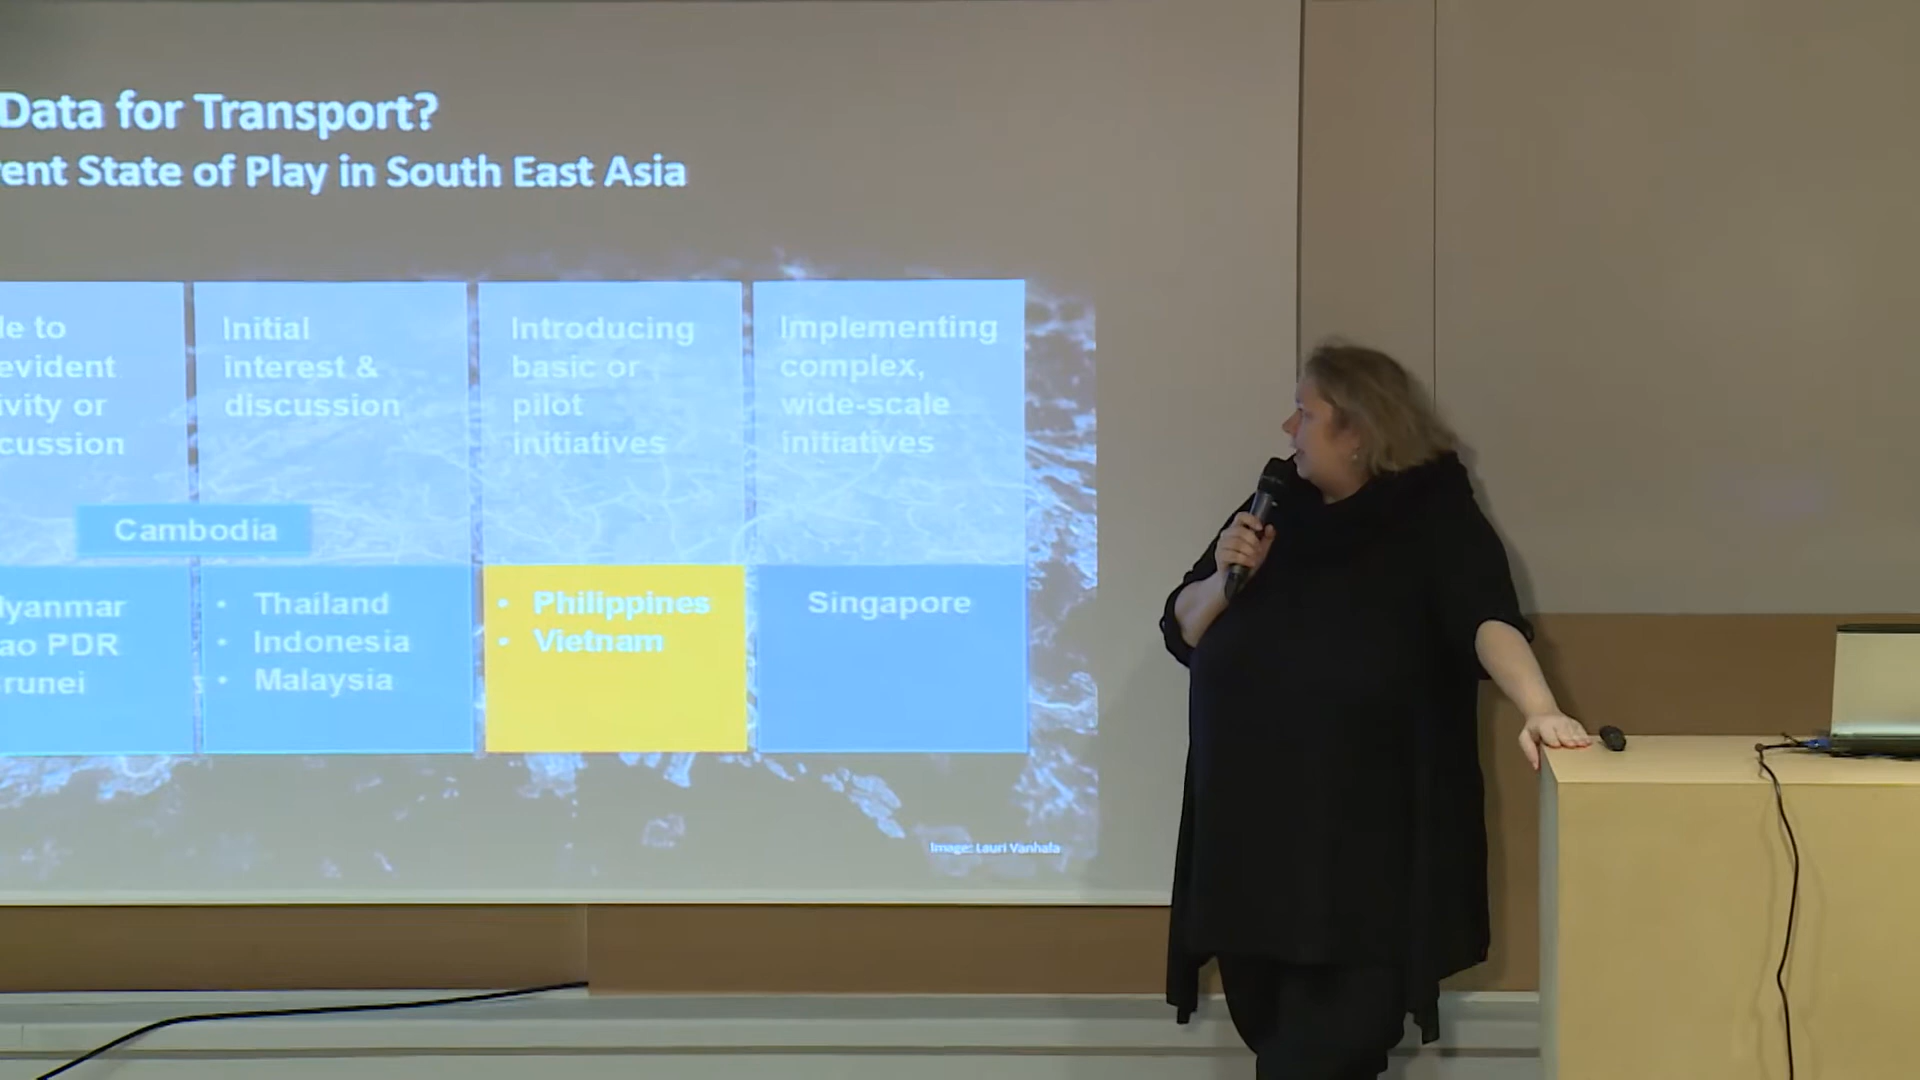 Data for Transport?
ent State of Play in South East Asia
le to
evident
ivity or
cussion
Initial
interest &
discussion
Introducing
basic or
pilot
initiatives
Implementing
complex,
wide-scale
initiatives
Cambodia
yanmar
ao PDR
runei
• Thailand
• Indonesia
• Malaysia
• Philippines
• Vietnam
Singapore
Image: Lauri Vanhala